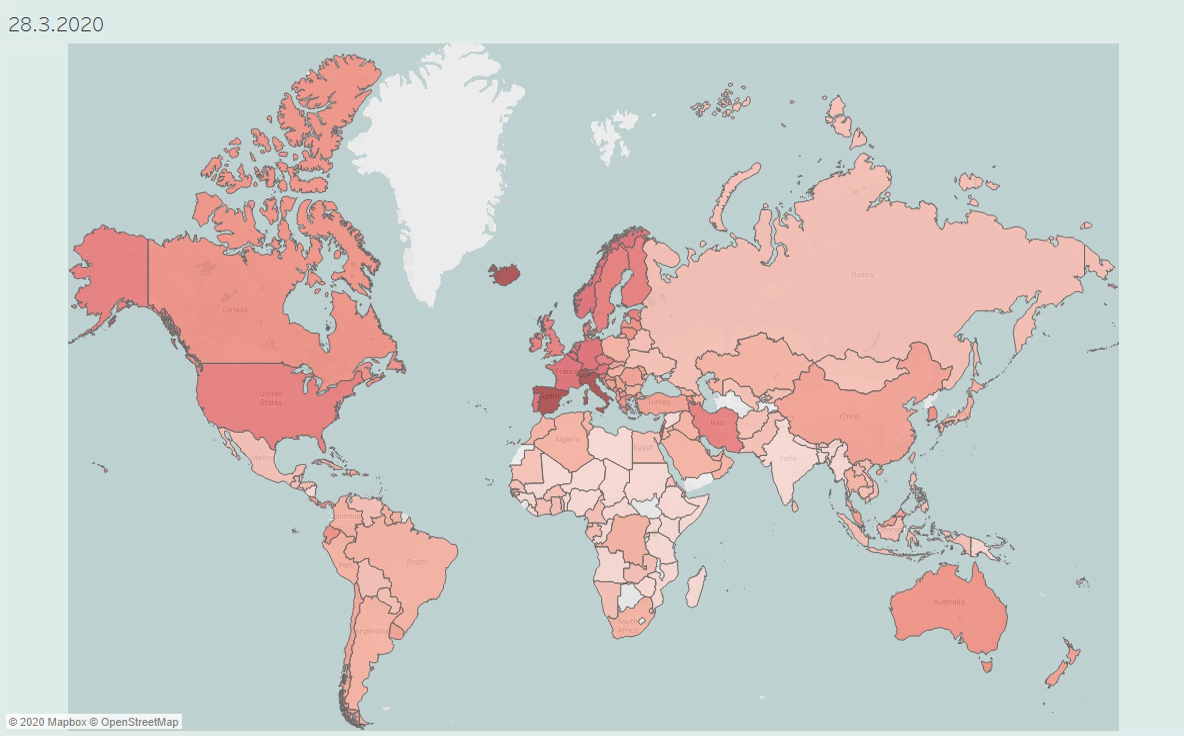 28.3.2020
Russia
Canada
United
States
France
Spain
Turkey
Iran
China
Algeria
Egypt
India
Mexico
Colombia
Brazil
Peru
Australia
Argentina
South
Africa
© 2020 Mapbox © OpenStreetMap